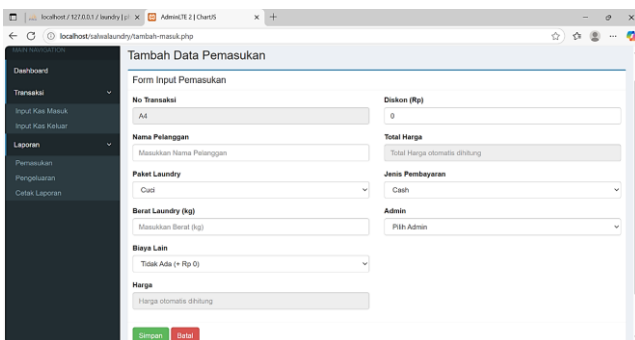 localhost / 127.0.0.1 / laundry | p
AdminLTE 2 | ChartJS
localhost/salwalaundry/tambah-masuk.php
MAIN NAVIGATION
Dashboard
Transaksi
Input Kas Masuk
Input Kas Keluar
Laporan
Pemasukan
Pengeluaran
Cetak Laporan
Tambah Data Pemasukan
Form Input Pemasukan
No Transaksi
A4
Nama Pelanggan
Masukkan Nama Pelanggan
Paket Laundry
Cuci
Berat Laundry (kg)
Masukkan Berat (kg)
Biaya Lain
Tidak Ada (+ Rp 0)
Harga
Harga otomatis dihitung
Diskon (Rp)
0
Total Harga
Total Harga otomatis dihitung
Jenis Pembayaran
Cash
Admin
Pilih Admin
Simpan
Batal